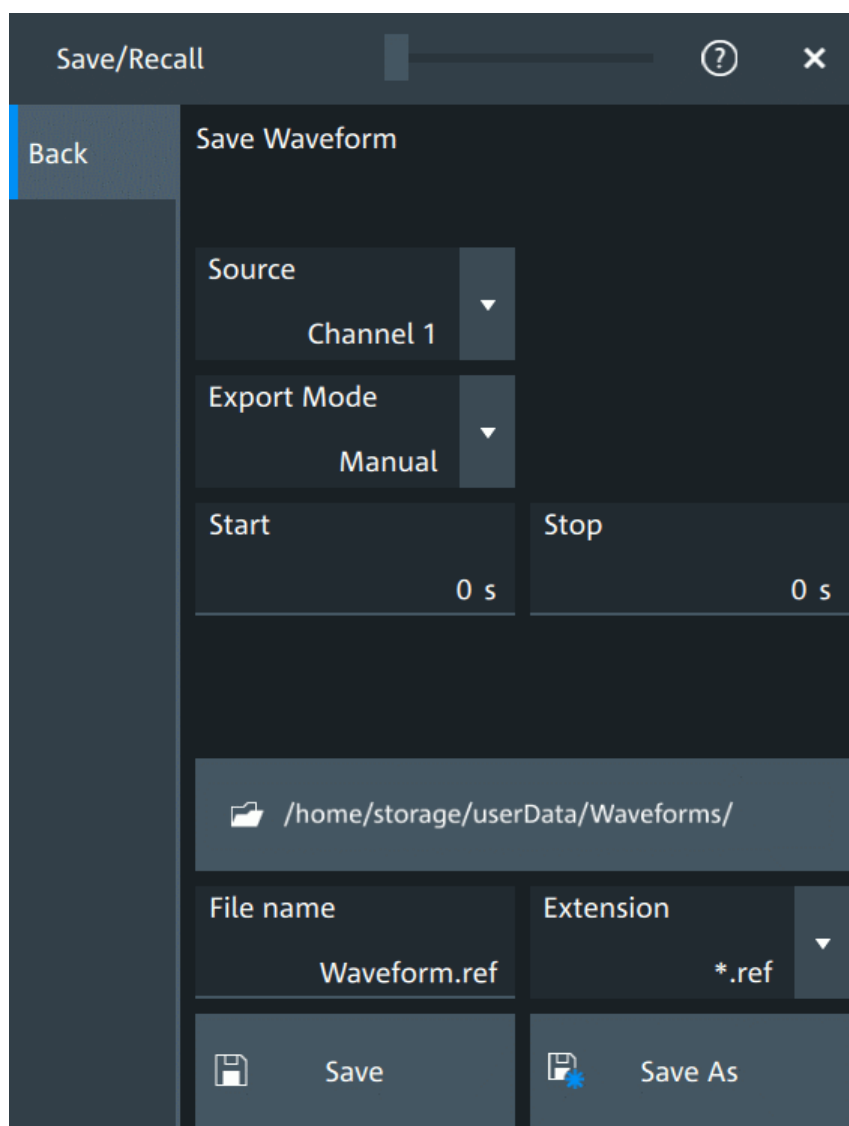 Save/Recall
Back
Save Waveform
Source
Channel 1
Export Mode
Manual
Start
0 s
Stop
0 s
/home/storage/userData/Waveforms/
File name
Waveform.ref
Extension
*.ref
Save
Save As